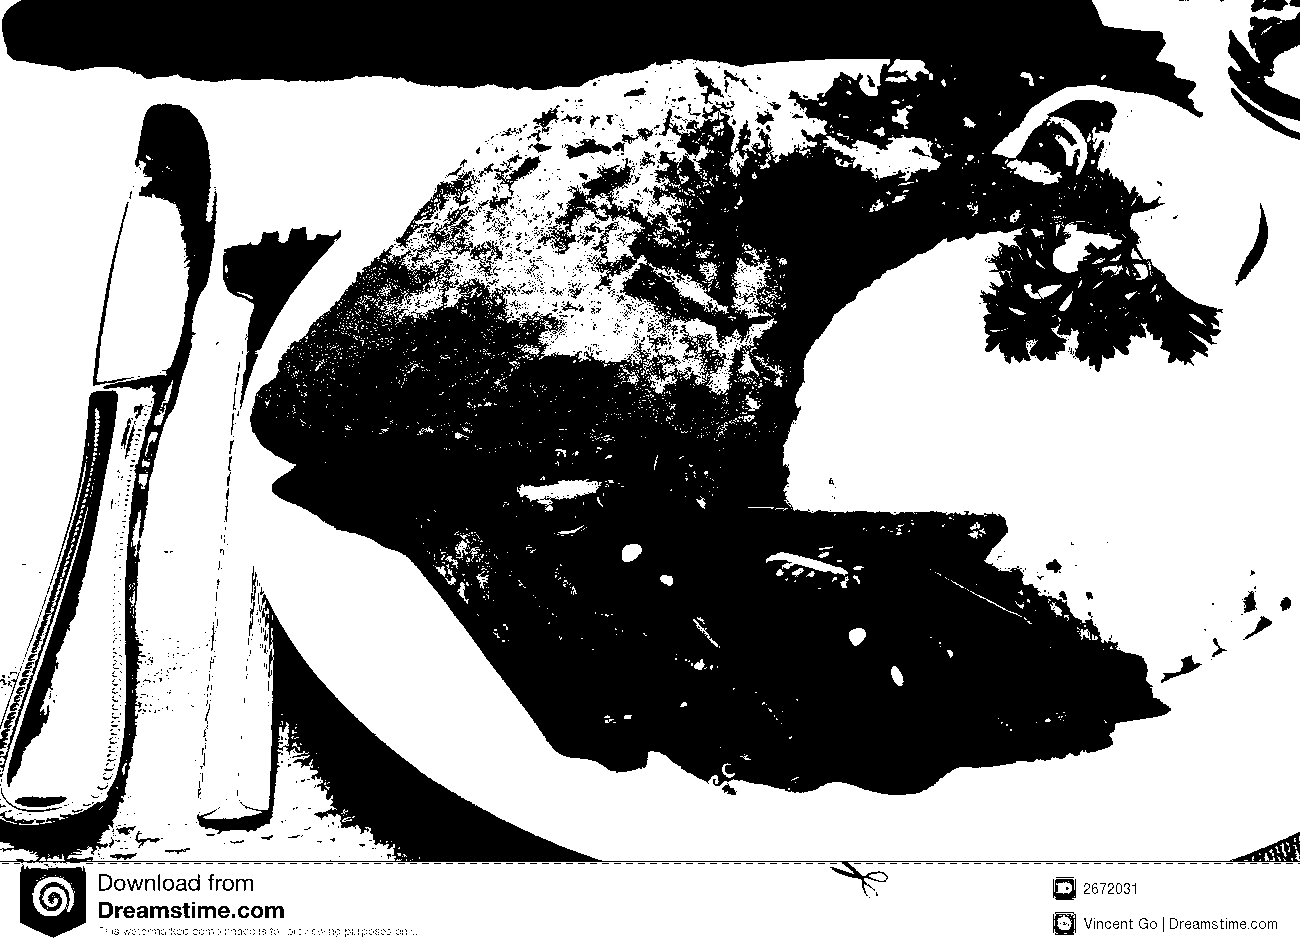 Download from
Dreamstime.com
This watermarked comp image is for previewing purposes only.
2672031
Vincent Go | Dreamstime.com